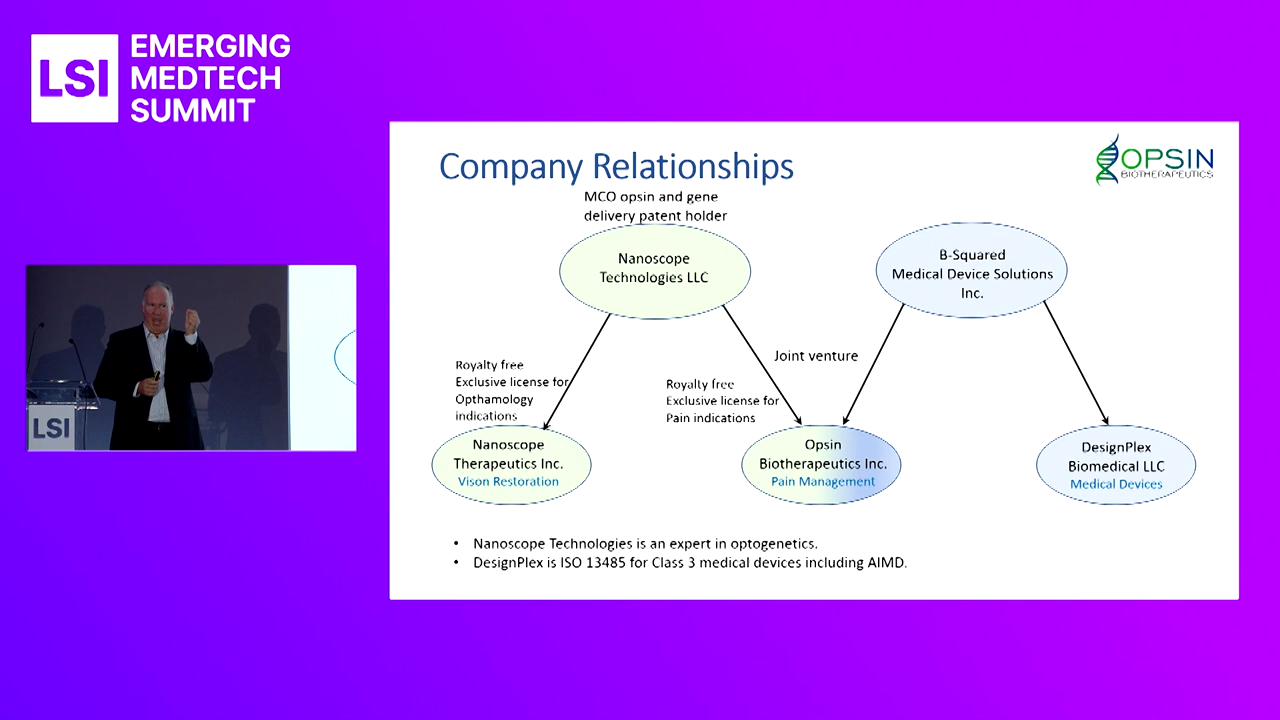 LSI
EMERGING
MEDTECH
SUMMIT
Company Relationships
OPSIN
BIOTHERAPEUTICS
MCO opsin and gene
delivery patent holder
Nanoscope
Technologies LLC
B-Squared
Medical Device Solutions
Inc.
Joint venture
Royalty free
Exclusive license for
Opthamology
indications
Royalty free
Exclusive license for
Pain indications
Nanoscope
Therapeutics Inc.
Vison Restoration
Opsin
Biotherapeutics Inc.
Pain Management
DesignPlex
Biomedical LLC
Medical Devices
• Nanoscope Technologies is an expert in optogenetics.
• DesignPlex is ISO 13485 for Class 3 medical devices including AIMD.
LSI